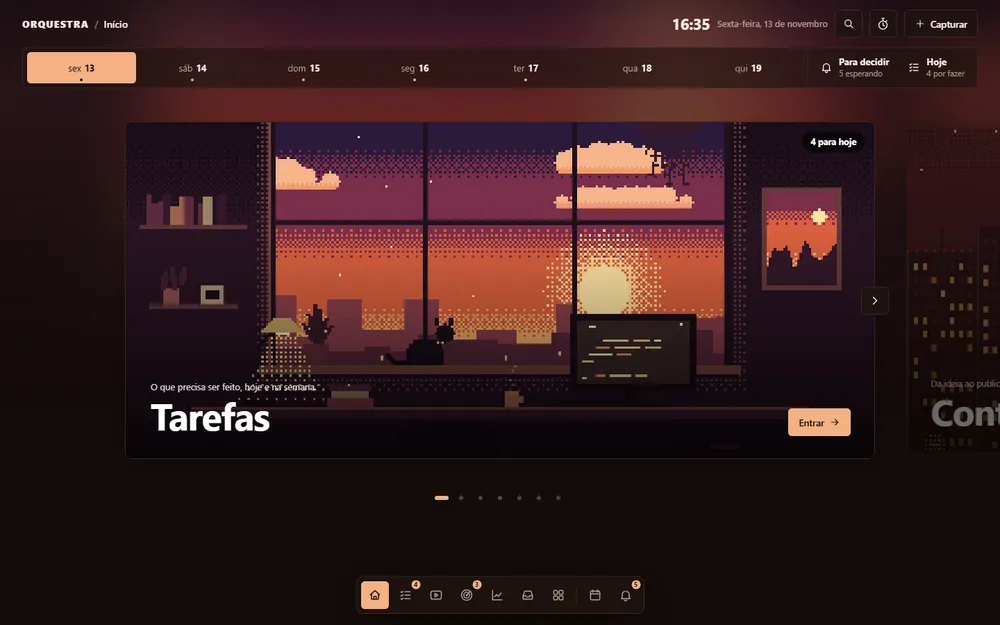 ORQUESTRA / Início
16:35 Sexta-feira, 13 de novembro
+ Capturar
sex 13
sáb 14
dom 15
seg 16
ter 17
qua 18
qui 19
Para decidir
5 esperando
Hoje
4 por fazer
4 para hoje
O que precisa ser feito, hoje e na semana.
Tarefas
Entrar →
Da ideia ao public
Cont
4
3
5